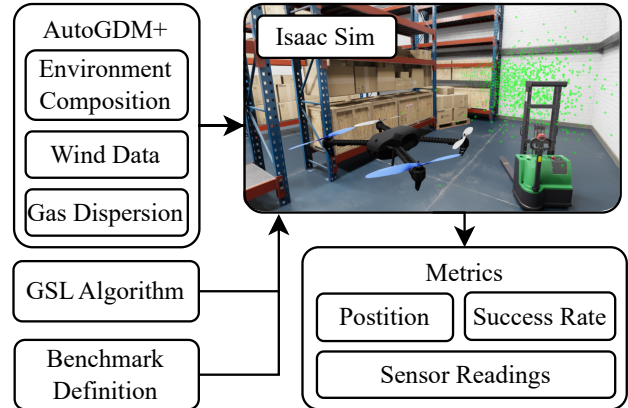 AutoGDM+
Environment
Composition
Wind Data
Gas Dispersion
GSL Algorithm
Benchmark
Definition
Isaac Sim
Metrics
Postition
Success Rate
Sensor Readings